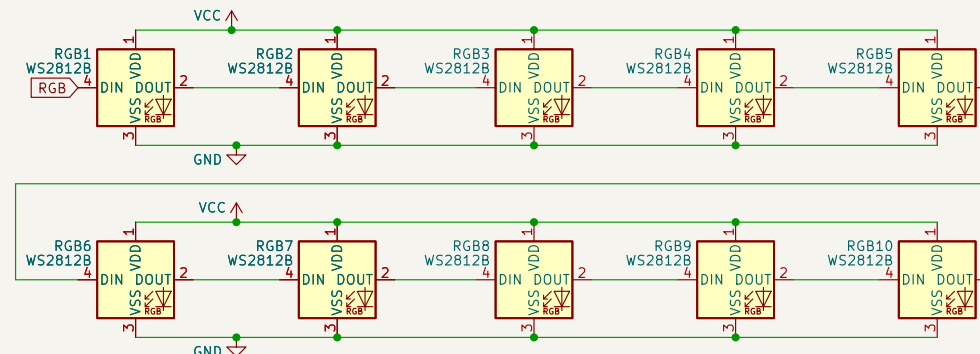 VCC
RGB1 RGB2 RGB3 RGB4 RGB5
WS2812B WS2812B WS2812B WS2812B WS2812B
1 1 1 1 1
VDD VDD VDD VDD VDD
RGB 4 DIN DOUT 2 4 DIN DOUT 2 4 DIN DOUT 2 4 DIN DOUT 2 4 DIN DOUT
VSS VSS VSS VSS VSS
RGB RGB RGB RGB RGB
3 3 3 3 3
GND
VCC
RGB6 RGB7 RGB8 RGB9 RGB10
WS2812B WS2812B WS2812B WS2812B WS2812B
1 1 1 1 1
VDD VDD VDD VDD VDD
4 DIN DOUT 2 4 DIN DOUT 2 4 DIN DOUT 2 4 DIN DOUT 2 4 DIN DOUT
VSS VSS VSS VSS VSS
RGB RGB RGB RGB RGB
3 3 3 3 3
GND